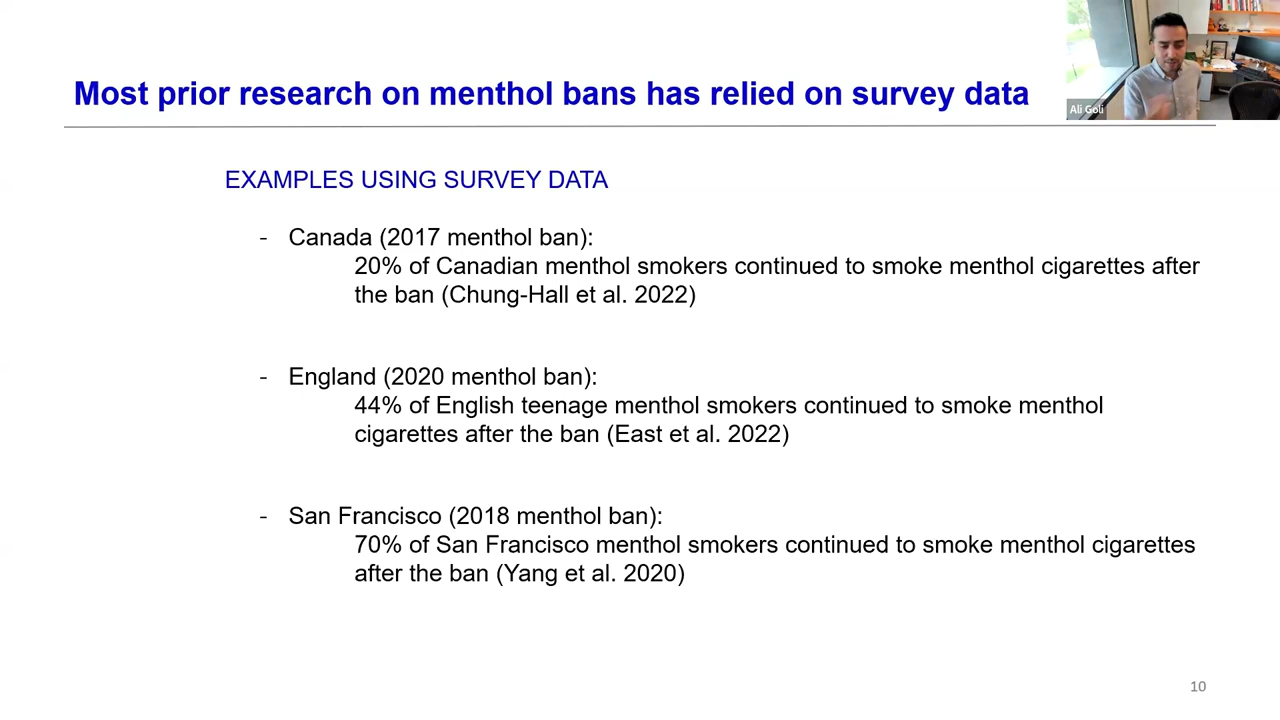 Most prior research on menthol bans has relied on survey data
Ali Goli
EXAMPLES USING SURVEY DATA
- Canada (2017 menthol ban):
20% of Canadian menthol smokers continued to smoke menthol cigarettes after
the ban (Chung-Hall et al. 2022)
- England (2020 menthol ban):
44% of English teenage menthol smokers continued to smoke menthol
cigarettes after the ban (East et al. 2022)
- San Francisco (2018 menthol ban):
70% of San Francisco menthol smokers continued to smoke menthol cigarettes
after the ban (Yang et al. 2020)
10